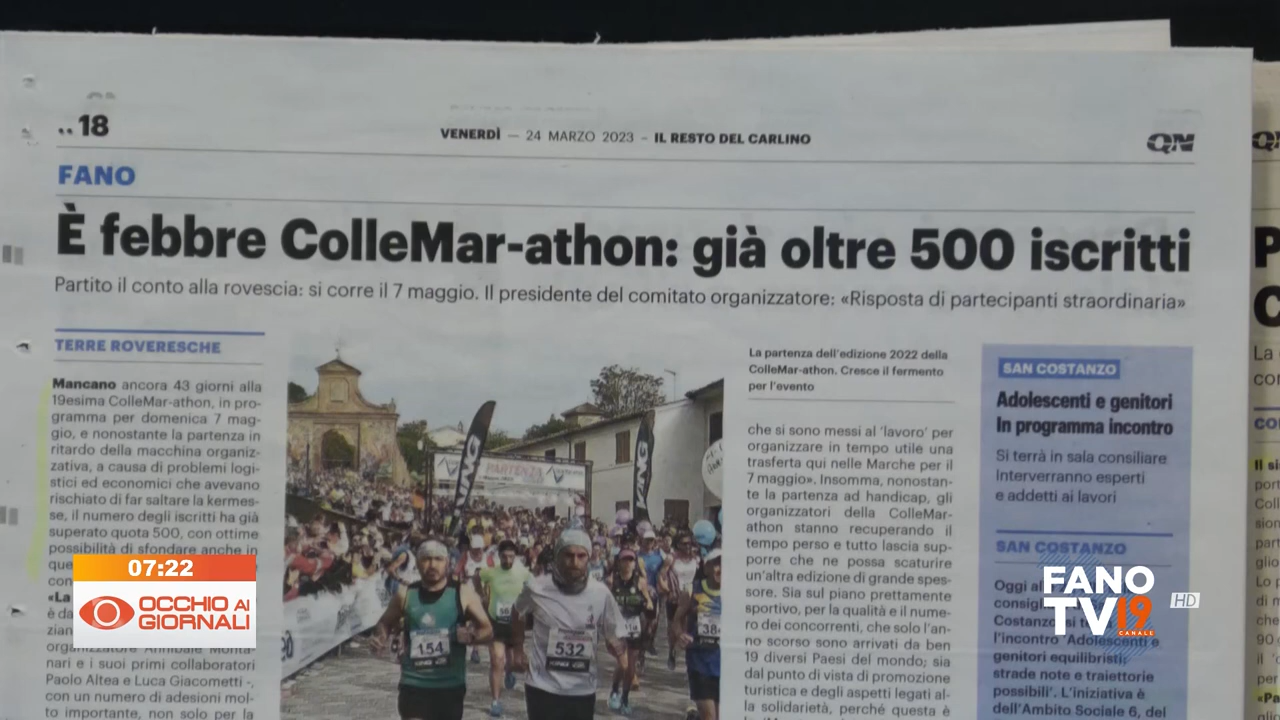 ..18
VENERDÌ — 24 MARZO 2023 – IL RESTO DEL CARLINO
QN
FANO
È febbre ColleMar-athon: già oltre 500 iscritti
Partito il conto alla rovescia: si corre il 7 maggio. Il presidente del comitato organizzatore: «Risposta di partecipanti straordinaria»
TERRE ROVERESCHE
Mancano ancora 43 giorni alla
19esima ColleMar-athon, in pro-
gramma per domenica 7 mag-
gio, e nonostante la partenza in
ritardo della macchina organiz-
zativa, a causa di problemi logi-
stici ed economici che avevano
rischiato di far saltare la kermes-
se, il numero degli iscritti ha già
superato quota 500, con ottime
possibilità di sfondare anche in
nari e i suoi primi collaboratori
Paolo Altea e Luca Giacometti -,
con un numero di adesioni mol-
to importante, non solo per la
PARTENZA
KING
KING
154
532
La partenza dell'edizione 2022 della
ColleMar-athon. Cresce il fermento
per l'evento
che si sono messi al 'lavoro' per
organizzare in tempo utile una
trasferta qui nelle Marche per il
7 maggio». Insomma, nonostan-
te la partenza ad handicap, gli
organizzatori della ColleMar-
athon stanno recuperando il
tempo perso e tutto lascia sup-
porre che ne possa scaturire
un'altra edizione di grande spes-
sore. Sia sul piano prettamente
sportivo, per la qualità e il nume-
ro dei concorrenti, che solo l'an-
no scorso sono arrivati da ben
19 diversi Paesi del mondo; sia
dal punto di vista di promozione
turistica e degli aspetti legati al-
la solidarietà, perché questa è
SAN COSTANZO
Adolescenti e genitori
In programma incontro
Si terrà in sala consiliare
Interverranno esperti
e addetti ai lavori
SAN COSTANZO
Oggi al
consigl
Costanzo si t
l'incontro 'Adolescenti e
genitori equilibristi:
strade note e traiettorie
possibili'. L'iniziativa è
dell'Ambito Sociale 6, del
07:22
OCCHIO AI
GIORNALI
FANO
TV19
CANALE
HD